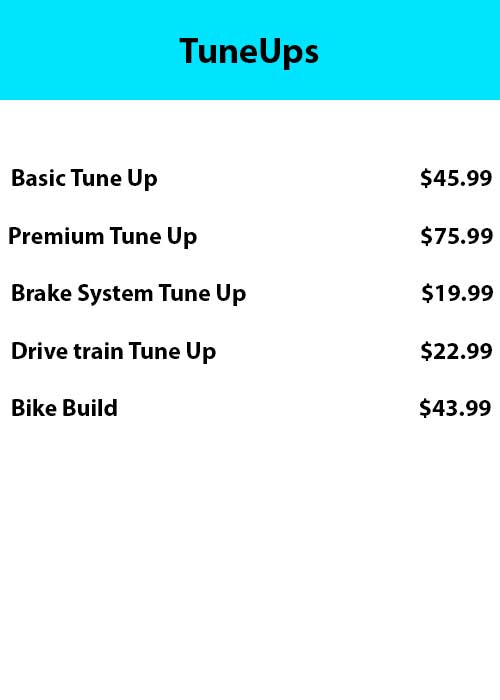 TuneUps
Basic Tune Up $45.99
Premium Tune Up $75.99
Brake System Tune Up $19.99
Drive train Tune Up $22.99
Bike Build $43.99